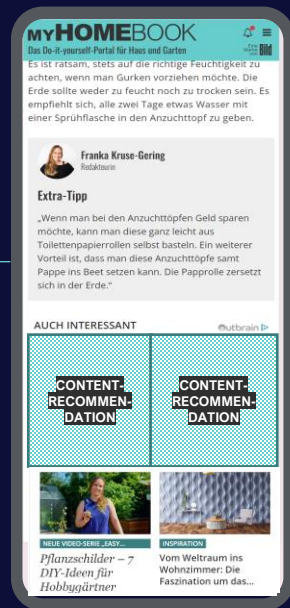 MYHOMEBOOK
Das Do-it-yourself-Portal für Haus und Garten
Bild
Es ist ratsam, stets auf die richtige Feuchtigkeit zu
achten, wenn man Gurken vorziehen möchte. Die
Erde sollte weder zu feucht noch zu trocken sein. Es
empfiehlt sich, alle zwei Tage etwas Wasser mit
einer Sprühflasche in den Anzuchttopf zu geben.
Franka Kruse-Gering
Redakteurin
Extra-Tipp
„Wenn man bei den Anzuchttöpfen Geld sparen
möchte, kann man diese ganz leicht aus
Toilettenpapierrollen selbst basteln. Ein weiterer
Vorteil ist, dass man diese Anzuchttöpfe samt
Pappe ins Beet setzen kann. Die Papprolle zersetzt
sich in der Erde.“
AUCH INTERESSANT
Outbrain
CONTENT-
RECOMMEN-
DATION
CONTENT-
RECOMMEN-
DATION
NEUE VIDEO-SERIE „EASY...
Pflanzschilder – 7
DIY-Ideen für
Hobbygärtner
INSPIRATION
Vom Weltraum ins
Wohnzimmer: Die
Faszination um das...